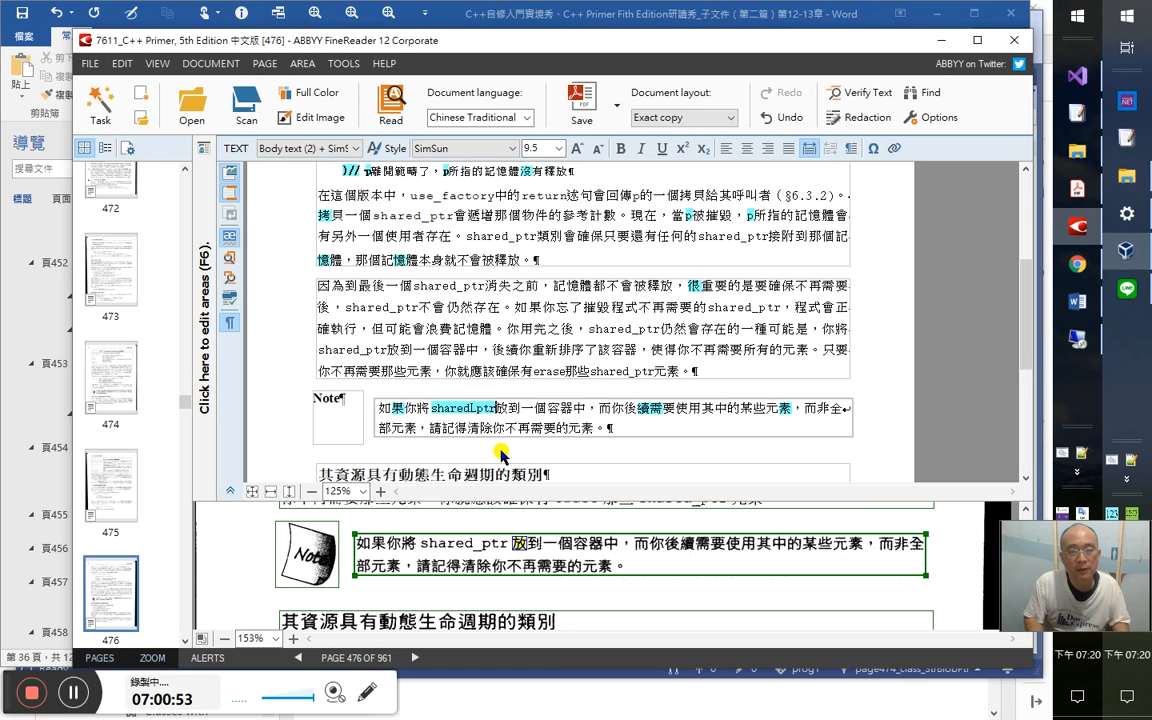 C++自修入門實境秀、C++ Primer Fith Edition研讀秀_子文件（第二篇）第12-13章 - Word
檔案
常
7611_C++ Primer, 5th Edition 中文版 [476] - ABBYY FineReader 12 Corporate
FILE EDIT VIEW DOCUMENT PAGE AREA TOOLS HELP
ABBYY on Twitter:
貼上
剪下
複製
複製
剪貼簿
Task
Open
Scan
Full Color
Edit Image
Read
Document language:
Chinese Traditional
Save
Document layout:
Exact copy
Redo
Undo
Verify Text
Redaction
Find
Options
導覽
搜尋文件
標題 頁面
頁452
頁453
頁454
頁455
頁456
頁457
頁458
TEXT Body text (2) + SimS Style SimSun 9.5 B I U
Click here to edit areas (F6).
472
473
474
475
476
}// p離開範疇了，p所指的記憶體沒有釋放¶
在這個版本中，use_factory中的return述句會回傳p的一個拷貝給其呼叫者（§6.3.2）。
拷貝一個shared_ptr會遞增那個物件的參考計數。現在，當p被摧毀，p所指的記憶體會
有另外一個使用者存在。shared_ptr類別會確保只要還有任何的shared_ptr接附到那個記
憶體，那個記憶體本身就不會被釋放。¶
因為到最後一個shared_ptr消失之前，記憶體都不會被釋放，很重要的是要確保不再需要
後，shared_ptr不會仍然存在。如果你忘了摧毀程式不再需要的shared_ptr，程式會正
確執行，但可能會浪費記憶體。你用完之後，shared_ptr仍然會存在的一種可能是，你將
shared_ptr放到一個容器中，後續你重新排序了該容器，使得你不再需要所有的元素。只要
你不再需要那些元素，你就應該確保有erase那些shared_ptr元素。¶
Note¶
如果你將 sharedLptr放到一個容器中，而你後續需要使用其中的某些元素，而非全
部元素，請記得清除你不再需要的元素。¶
其資源具有動態生命週期的類別¶
125%
Note
如果你將 shared_ptr 放到一個容器中，而你後續需要使用其中的某些元素，而非全
部元素，請記得清除你不再需要的元素。
其資源具有動態生命週期的類別
153%
PAGES ZOOM ALERTS PAGE 476 OF 961
錄製中....
07:00:53
下午 07:20 下午 07:20